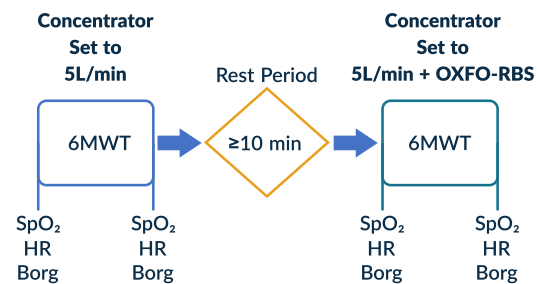 Concentrator
Set to
5L/min
6MWT
SpO₂
HR
Borg
SpO₂
HR
Borg
Rest Period
≥10 min
Concentrator
Set to
5L/min + OXFO-RBS
6MWT
SpO₂
HR
Borg
SpO₂
HR
Borg